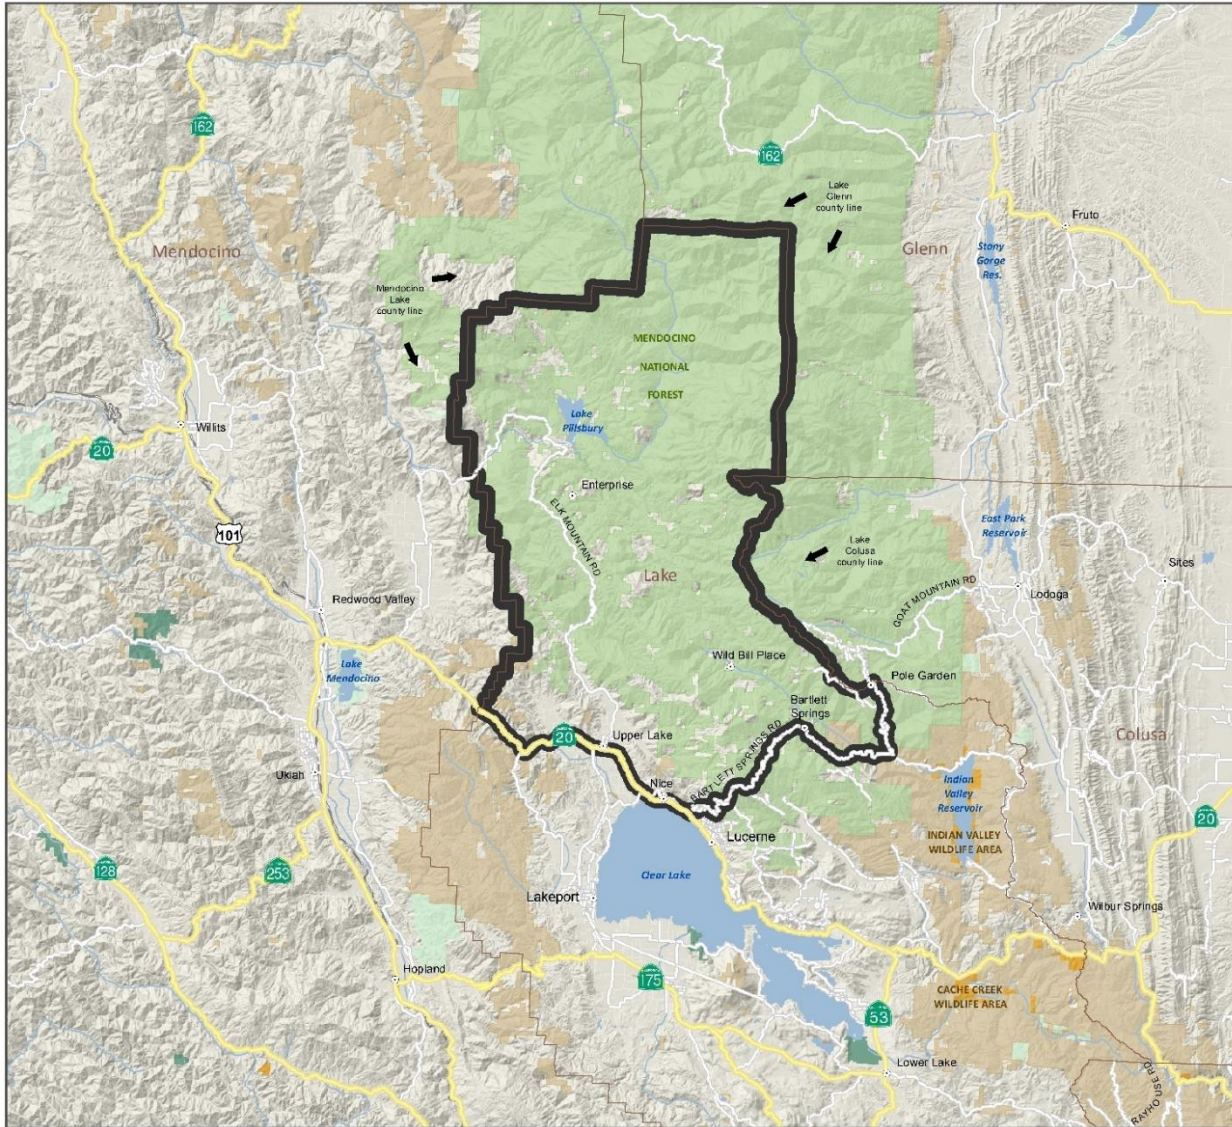 162
162
Lake
Glenn
county line
Fruto
Mendocino
Glenn
Stony
Gorge
Res.
Mendocino
Lake
county line
MENDOCINO
NATIONAL
FOREST
Lake
Pillsbury
Willits
20
Enterprise
101
ELK MOUNTAIN RD
East Park
Reservoir
Lake
Colusa
county line
Sites
Lake
GOAT MOUNTAIN RD
Lodoga
Redwood Valley
Wild Bill Place
Lake
Mendocino
Pole Garden
Bartlett
Springs
20
Upper Lake
Colusa
BARTLETT SPRINGS RD
Ukiah
Nice
Indian
Valley
Reservoir
20
Lucerne
INDIAN VALLEY
WILDLIFE AREA
128
253
Clear Lake
Lakeport
Wilbur Springs
Hopland
175
CACHE CREEK
WILDLIFE AREA
53
Lower Lake
RAYHOUSE RD